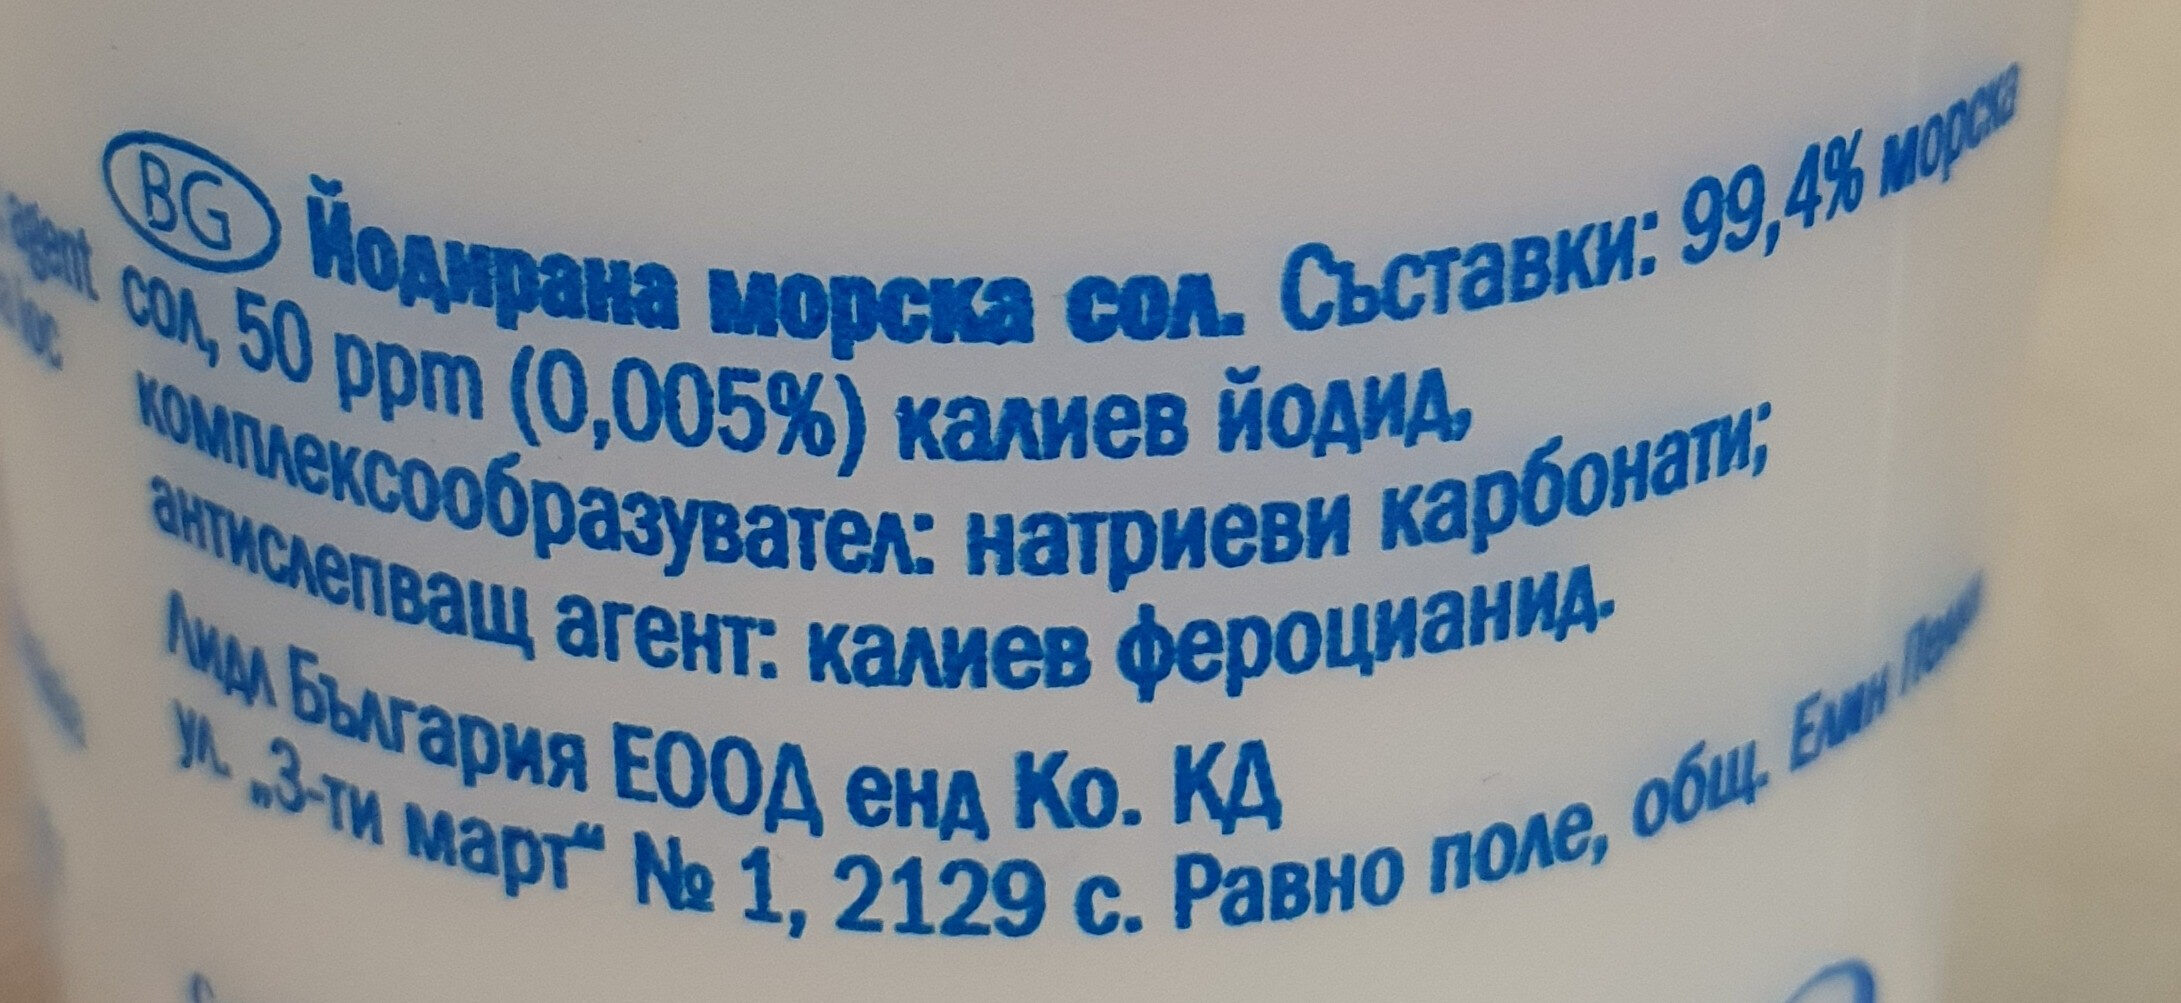 BG Йодирана морска сол. Съставки: 99,4% морска
agent сол, 50 ppm (0,005%) калиев йодид,
комплексообразувател: натриеви карбонати;
антислепващ агент: калиев фероцианид.
Лидл България ЕООД енд Ко. КД
ул. „3-ти март“ № 1, 2129 с. Равно поле, общ. Елин